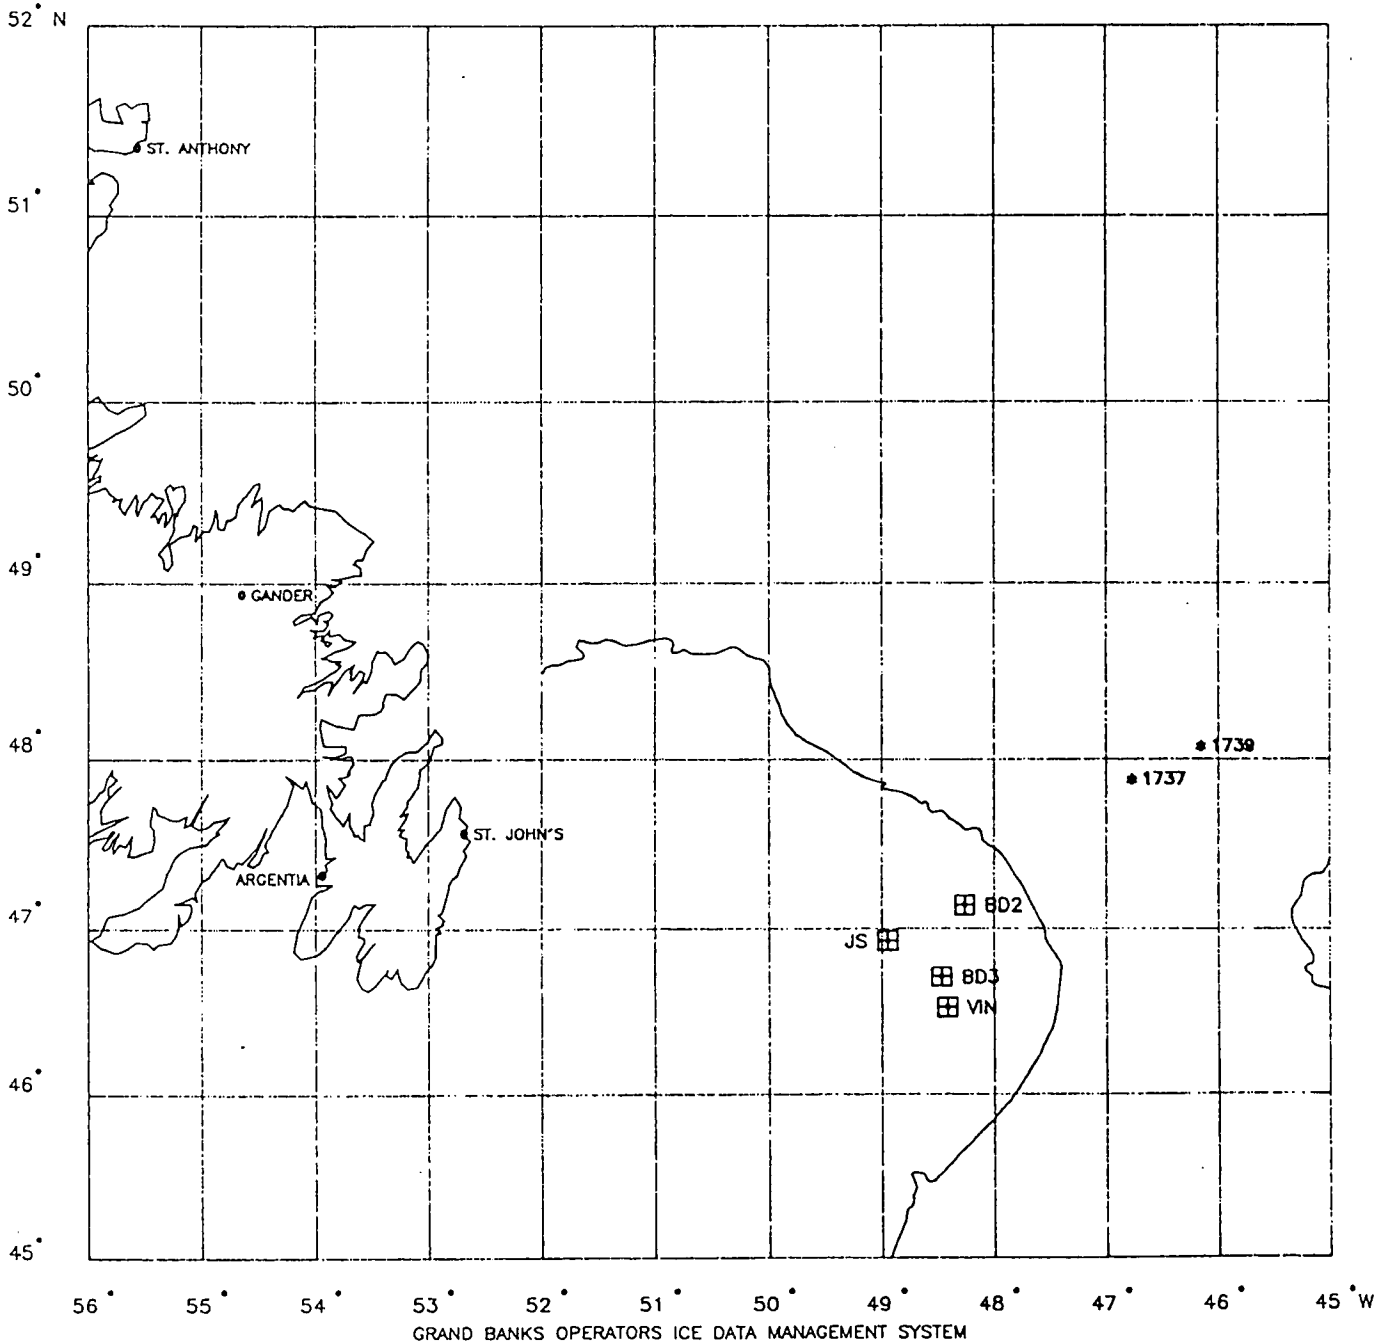 52° N
ST. ANTHONY
51°
50°
49°
GANDER
48°
1739
1737
ST. JOHN'S
ARGENTIA
47°
BD2
JS
BD3
VIN
46°
45°
56° 55° 54° 53° 52° 51° 50° 49° 48° 47° 46° 45° W
GRAND BANKS OPERATORS ICE DATA MANAGEMENT SYSTEM